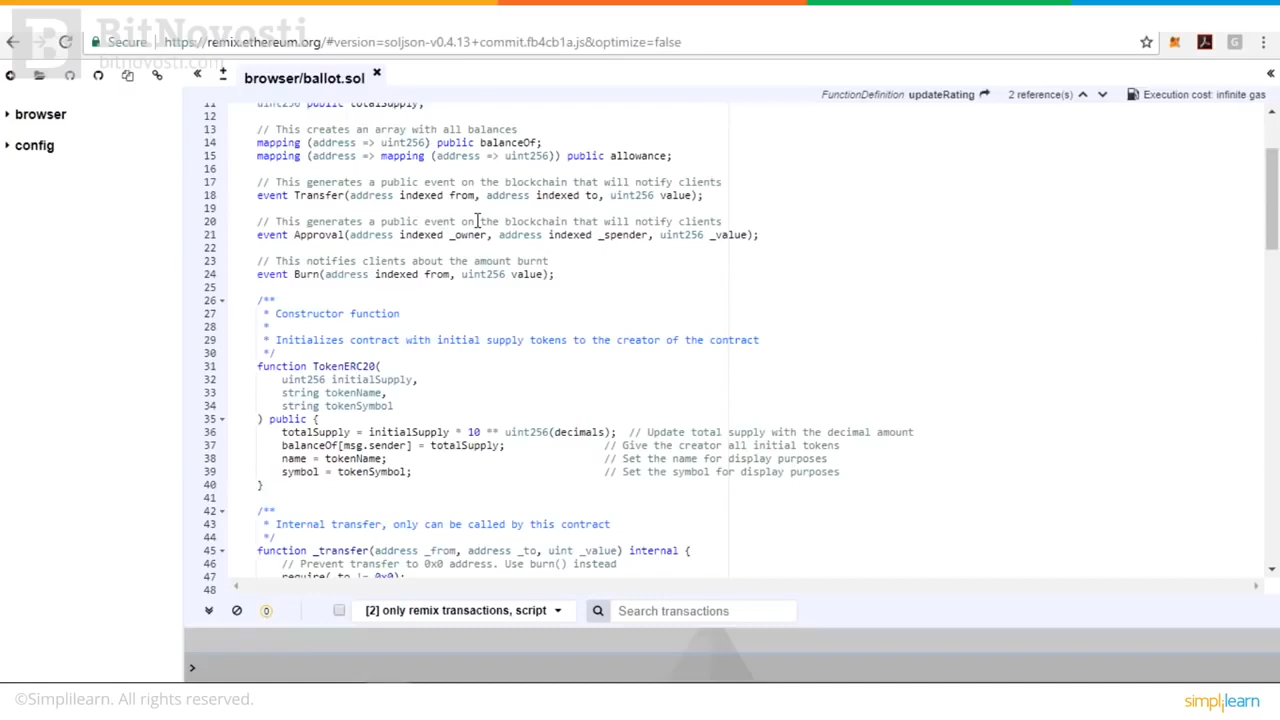 BitNovosti
bitnovosti.com
Secure https://remix.ethereum.org/#version=soljson-v0.4.13+commit.fb4cb1a.js&optimize=false
browser/ballot.sol ×
FunctionDefinition updateRating 2 reference(s) Execution cost: infinite gas
browser
config
11 uint256 public totalSupply;
12
13 // This creates an array with all balances
14 mapping (address => uint256) public balanceOf;
15 mapping (address => mapping (address => uint256)) public allowance;
16
17 // This generates a public event on the blockchain that will notify clients
18 event Transfer(address indexed from, address indexed to, uint256 value);
19
20 // This generates a public event on the blockchain that will notify clients
21 event Approval(address indexed _owner, address indexed _spender, uint256 _value);
22
23 // This notifies clients about the amount burnt
24 event Burn(address indexed from, uint256 value);
25
26 /**
27 * Constructor function
28 *
29 * Initializes contract with initial supply tokens to the creator of the contract
30 */
31 function TokenERC20(
32 uint256 initialSupply,
33 string tokenName,
34 string tokenSymbol
35 ) public {
36 totalSupply = initialSupply * 10 ** uint256(decimals); // Update total supply with the decimal amount
37 balanceOf[msg.sender] = totalSupply; // Give the creator all initial tokens
38 name = tokenName; // Set the name for display purposes
39 symbol = tokenSymbol; // Set the symbol for display purposes
40 }
41
42 /**
43 * Internal transfer, only can be called by this contract
44 */
45 function _transfer(address _from, address _to, uint _value) internal {
46 // Prevent transfer to 0x0 address. Use burn() instead
47 require(_to != 0x0);
48
0 [2] only remix transactions, script Search transactions
>
©Simplilearn. All rights reserved.
simplilearn